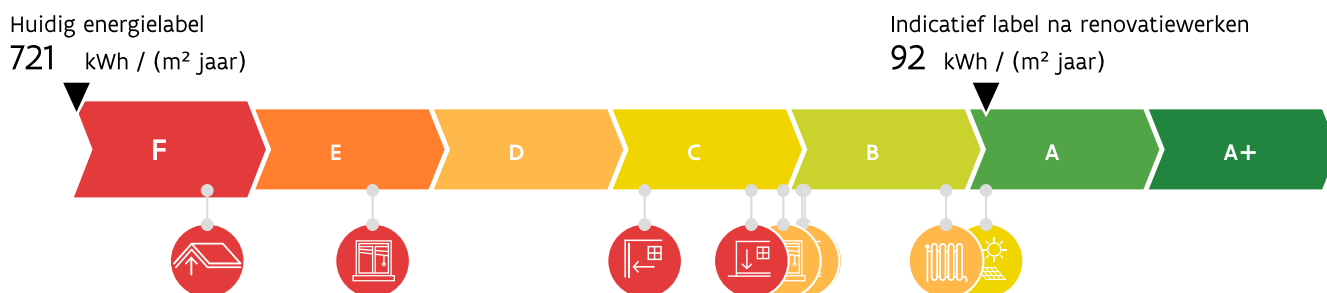 Huidig energielabel
721 kWh / (m² jaar)
Indicatief label na renovatiewerken
92 kWh / (m² jaar)
F E D C B A A+